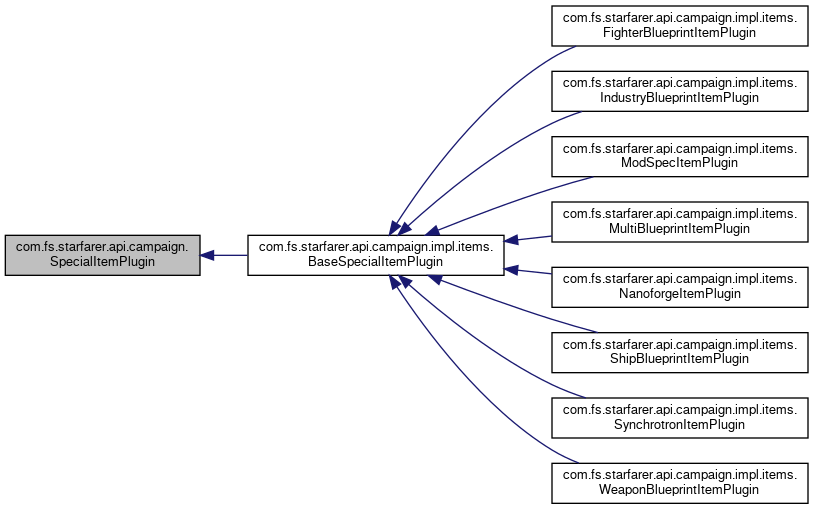 com.fs.starfarer.api.campaign.
SpecialItemPlugin
com.fs.starfarer.api.campaign.impl.items.
BaseSpecialItemPlugin
com.fs.starfarer.api.campaign.impl.items.
FighterBlueprintItemPlugin
com.fs.starfarer.api.campaign.impl.items.
IndustryBlueprintItemPlugin
com.fs.starfarer.api.campaign.impl.items.
ModSpecItemPlugin
com.fs.starfarer.api.campaign.impl.items.
MultiBlueprintItemPlugin
com.fs.starfarer.api.campaign.impl.items.
NanoforgeItemPlugin
com.fs.starfarer.api.campaign.impl.items.
ShipBlueprintItemPlugin
com.fs.starfarer.api.campaign.impl.items.
SynchrotronItemPlugin
com.fs.starfarer.api.campaign.impl.items.
WeaponBlueprintItemPlugin